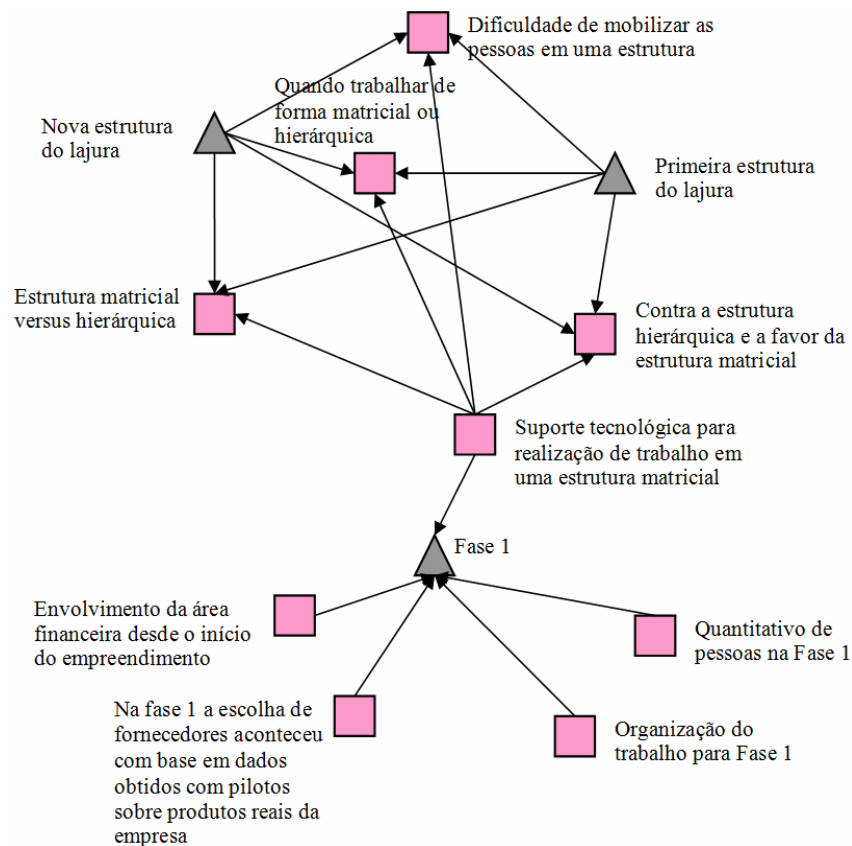 Dificuldade de mobilizar as
pessoas em uma estrutura
Quando trabalhar de
forma matricial ou
hierárquica
Nova estrutura
do lajura
Primeira estrutura
do lajura
Estrutura matricial
versus hierárquica
Contra a estrutura
hierárquica e a favor da
estrutura matricial
Suporte tecnológica para
realização de trabalho em
uma estrutura matricial
Fase 1
Envolvimento da área
financeira desde o início
do empreendimento
Quantitativo de
pessoas na Fase 1
Na fase 1 a escolha de
fornecedores aconteceu
com base em dados
obtidos com pilotos
sobre produtos reais da
empresa
Organização do
trabalho para Fase 1